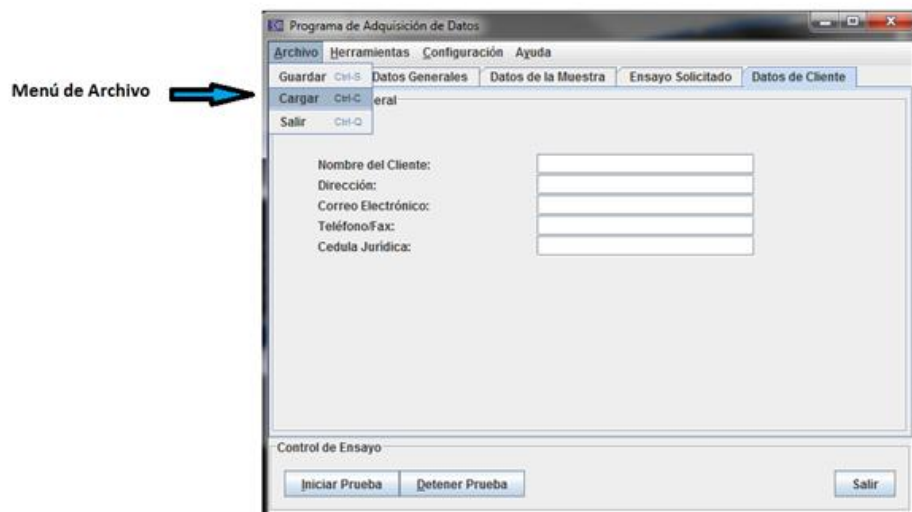 Programa de Adquisición de Datos
Archivo Herramientas Configuración Ayuda
Guardar Ctrl-S Datos Generales Datos de la Muestra Ensayo Solicitado Datos de Cliente
Menú de Archivo
Cargar Ctrl-C eral
Salir Ctrl-Q
Nombre del Cliente:
Dirección:
Correo Electrónico:
Teléfono/Fax:
Cedula Jurídica:
Control de Ensayo
Iniciar Prueba Detener Prueba Salir